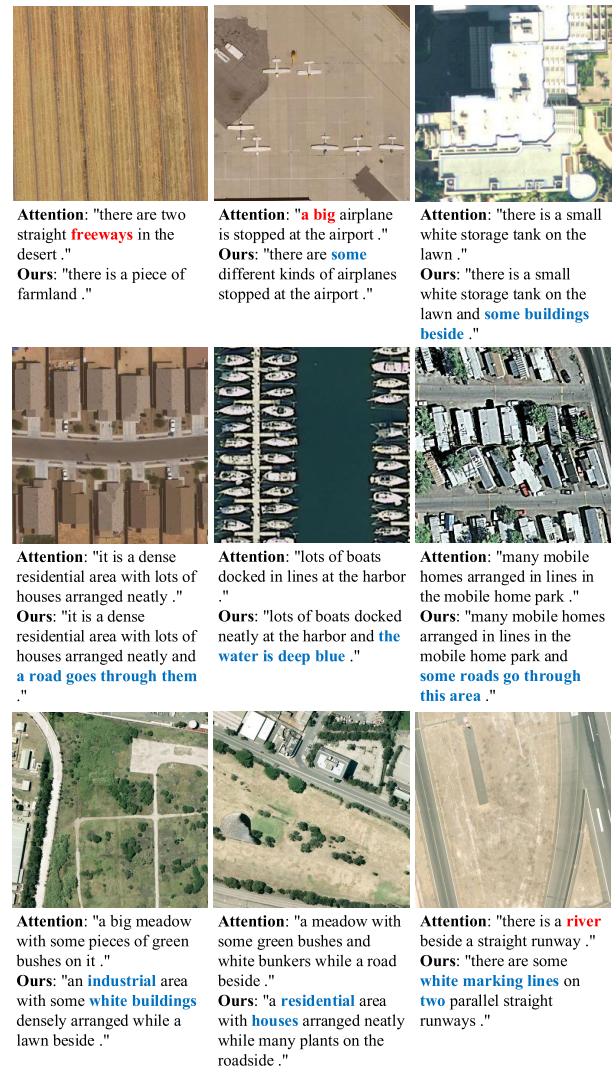 Attention: "there are two
straight freeways in the
desert ."
Ours: "there is a piece of
farmland ."
Attention: "a big airplane
is stopped at the airport ."
Ours: "there are some
different kinds of airplanes
stopped at the airport ."
Attention: "there is a small
white storage tank on the
lawn ."
Ours: "there is a small
white storage tank on the
lawn and some buildings
beside ."
Attention: "it is a dense
residential area with lots of
houses arranged neatly ."
Ours: "it is a dense
residential area with lots of
houses arranged neatly and
a road goes through them
."
Attention: "lots of boats
docked in lines at the harbor
."
Ours: "lots of boats docked
neatly at the harbor and the
water is deep blue ."
Attention: "many mobile
homes arranged in lines in
the mobile home park ."
Ours: "many mobile homes
arranged in lines in the
mobile home park and
some roads go through
this area ."
Attention: "a big meadow
with some pieces of green
bushes on it ."
Ours: "an industrial area
with some white buildings
densely arranged while a
lawn beside ."
Attention: "a meadow with
some green bushes and
white bunkers while a road
beside ."
Ours: "a residential area
with houses arranged neatly
while many plants on the
roadside ."
Attention: "there is a river
beside a straight runway ."
Ours: "there are some
white marking lines on
two parallel straight
runways ."